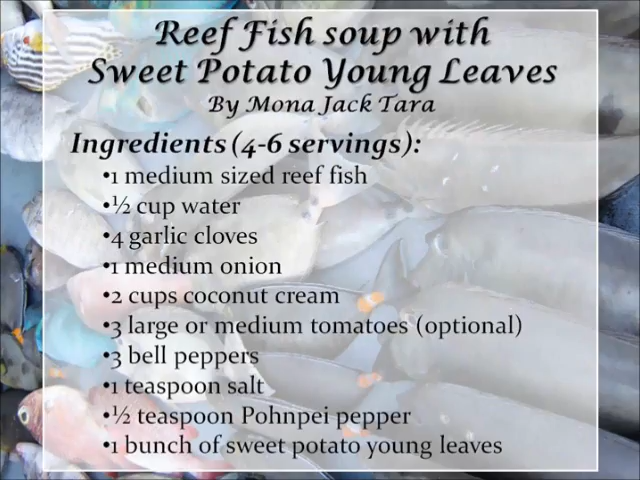 Reef Fish soup with
Sweet Potato Young Leaves
By Mona Jack Tara
Ingredients (4-6 servings):
•1 medium sized reef fish
•½ cup water
•4 garlic cloves
•1 medium onion
•2 cups coconut cream
•3 large or medium tomatoes (optional)
•3 bell peppers
•1 teaspoon salt
•½ teaspoon Pohnpei pepper
•1 bunch of sweet potato young leaves